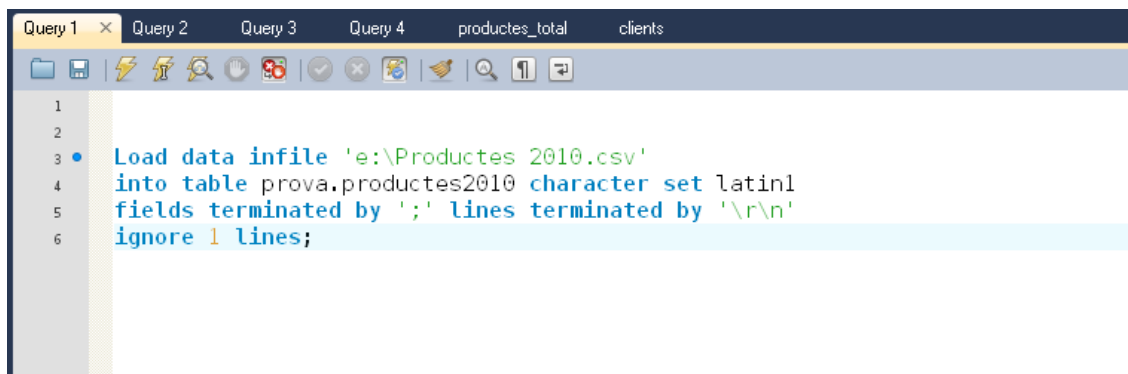 Query 1 × Query 2 Query 3 Query 4 productes_total clients
1
2
3 Load data infile 'e:\Productes 2010.csv'
4 into table prova.productes2010 character set latin1
5 fields terminated by ';' lines terminated by '\r\n'
6 ignore 1 lines;